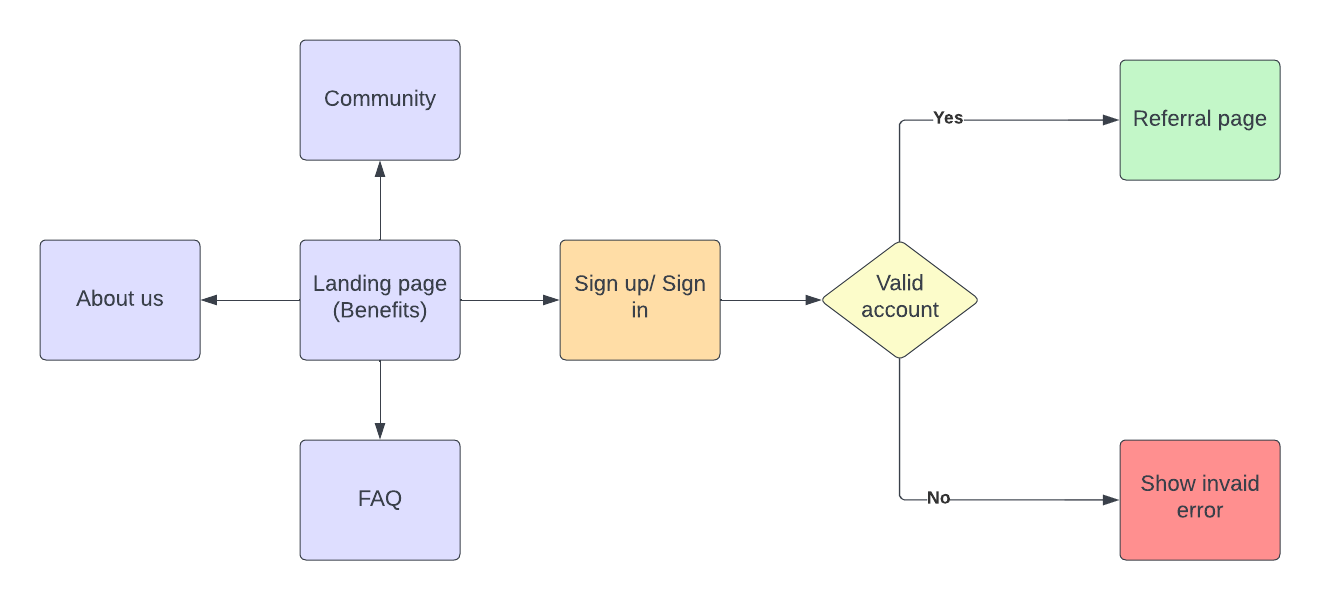 Community
Yes
Referral page
About us
Landing page
(Benefits)
Sign up/ Sign
in
Valid
account
FAQ
No
Show invaid
error